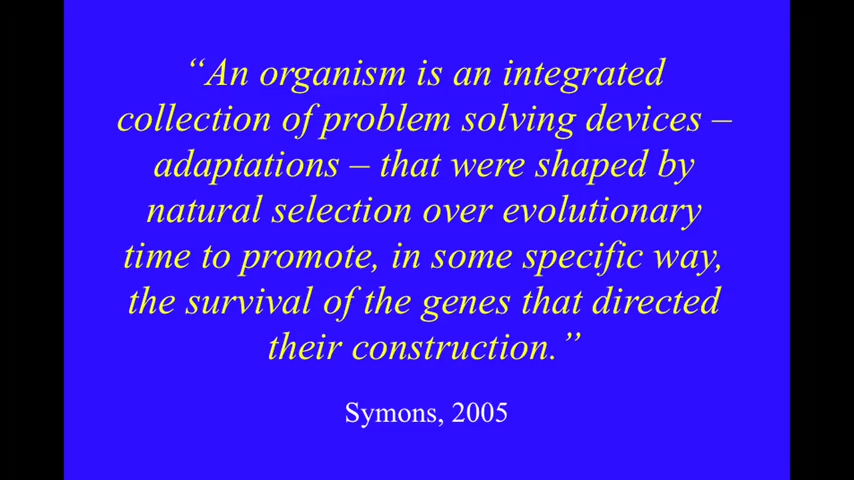 “An organism is an integrated
collection of problem solving devices –
adaptations – that were shaped by
natural selection over evolutionary
time to promote, in some specific way,
the survival of the genes that directed
their construction.”
Symons, 2005